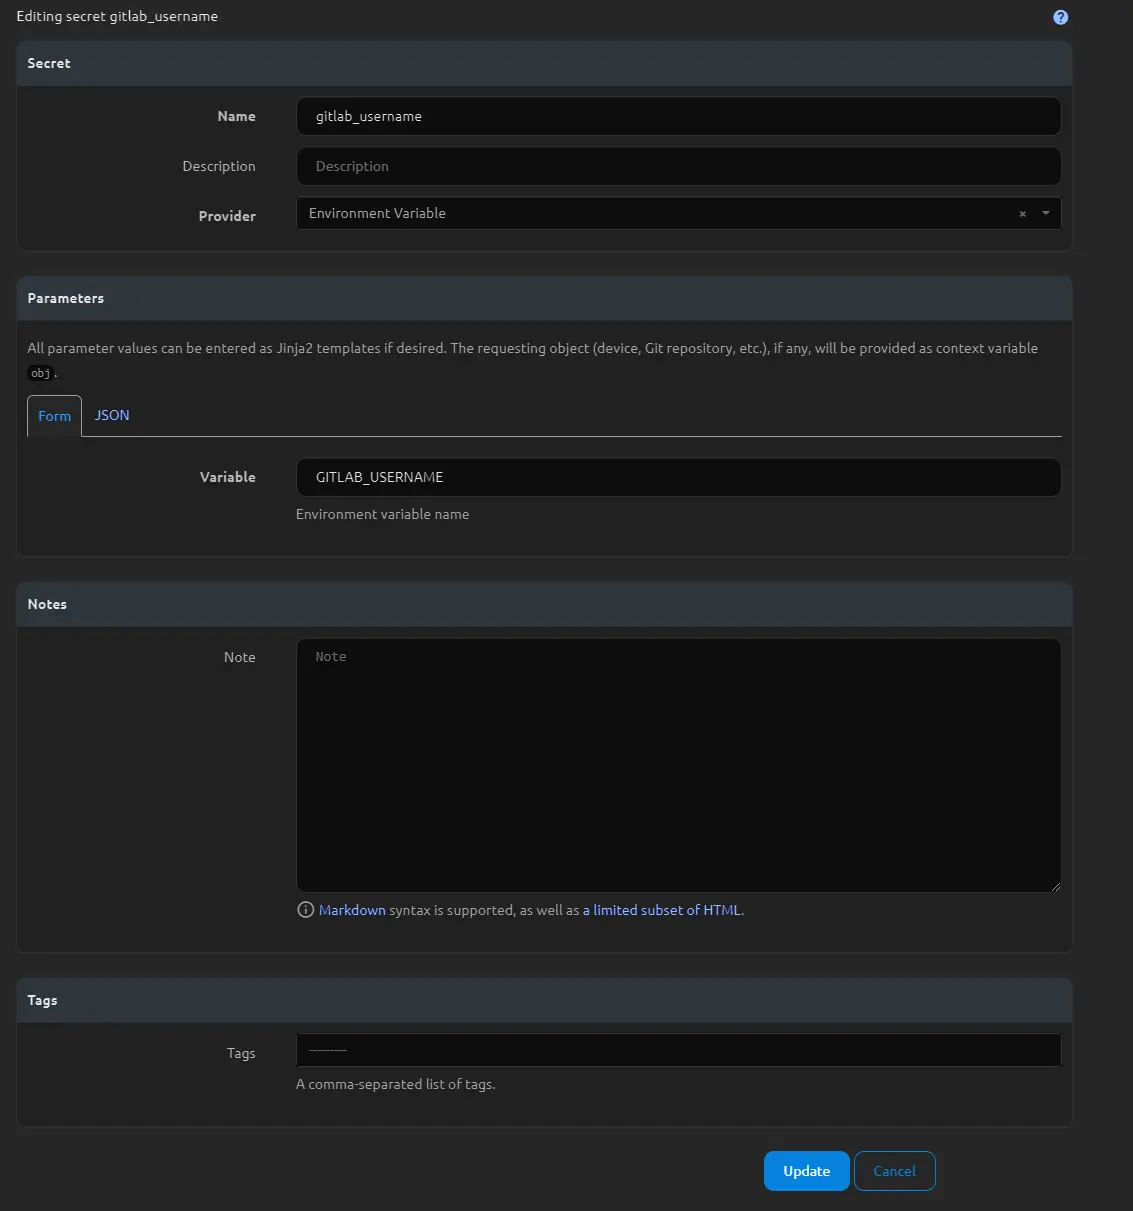 Editing secret gitlab_username
?
Secret
Name
gitlab_username
Description
Description
Provider
Environment Variable
×
Parameters
All parameter values can be entered as Jinja2 templates if desired. The requesting object (device, Git repository, etc.), if any, will be provided as context variable
obj .
Form JSON
Variable
GITLAB_USERNAME
Environment variable name
Notes
Note
Note
Markdown syntax is supported, as well as a limited subset of HTML.
Tags
Tags
---------
A comma-separated list of tags.
Update Cancel